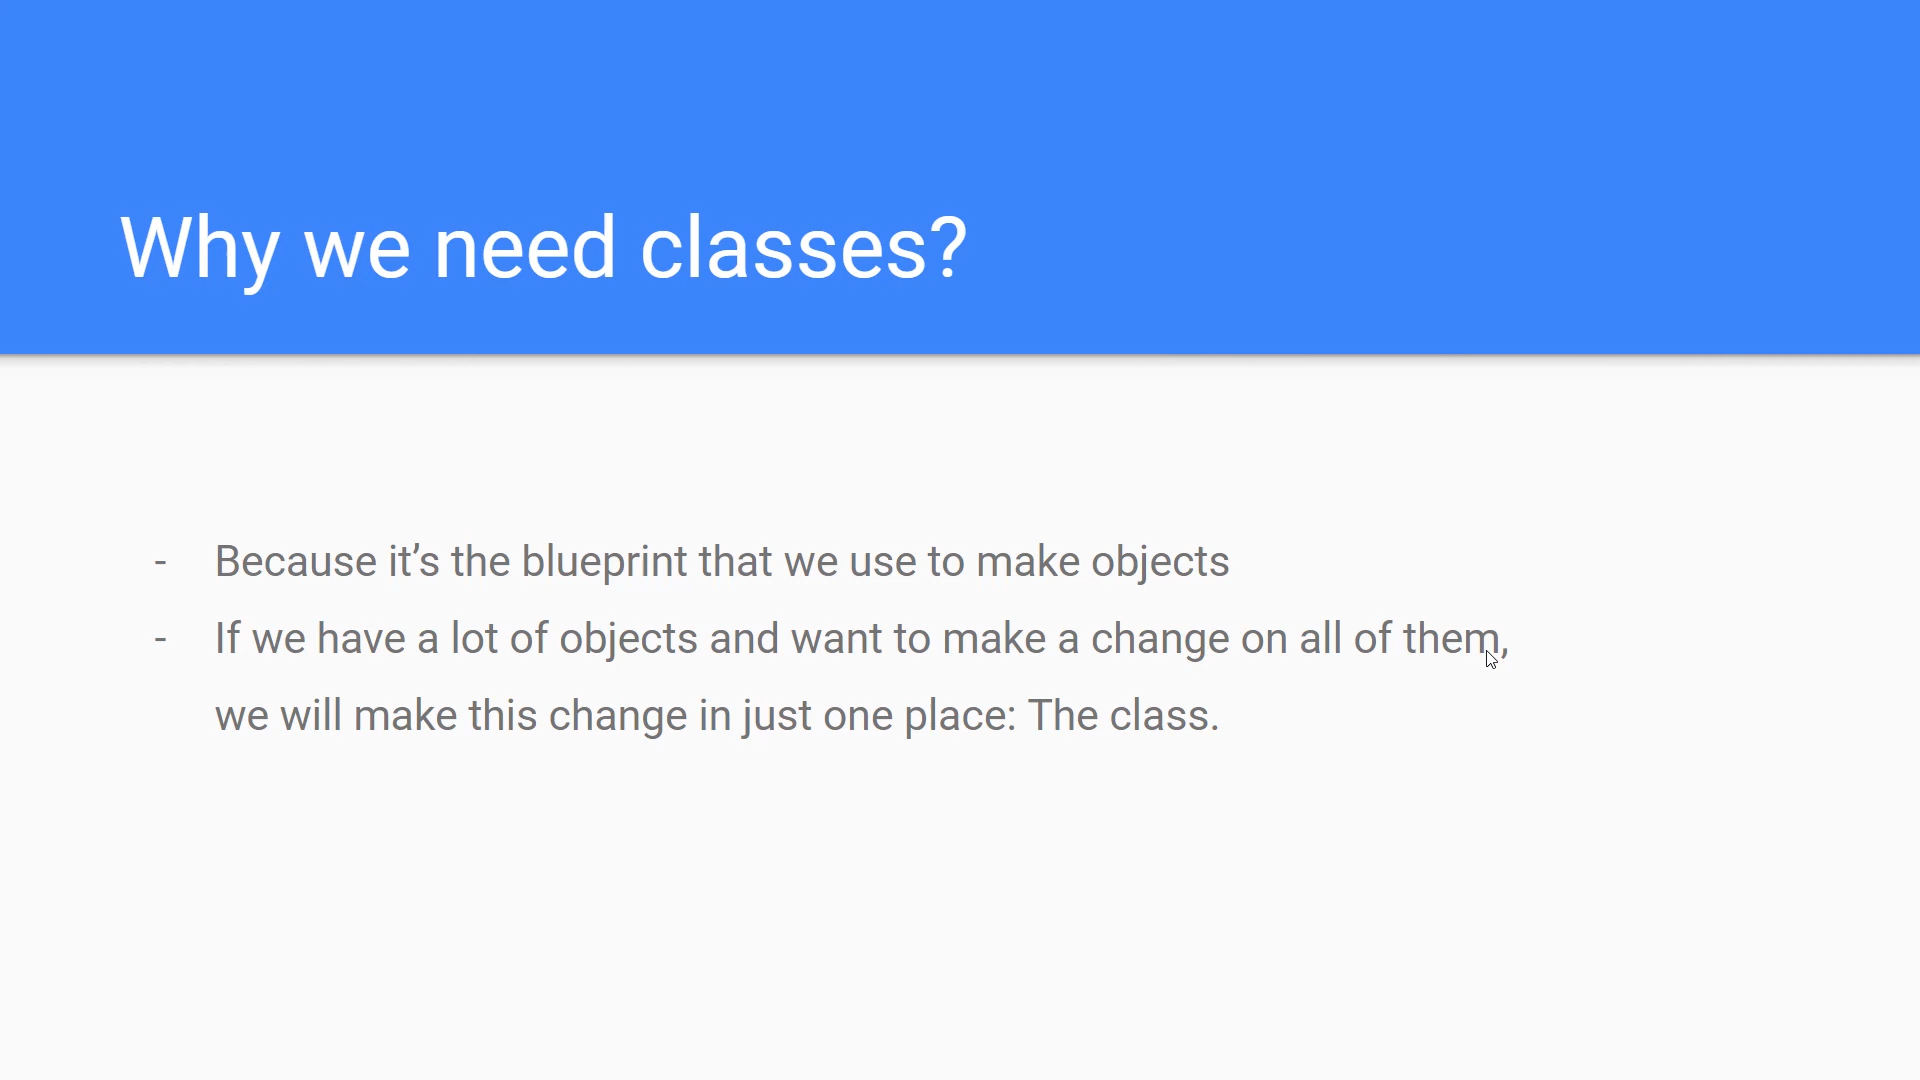 Why we need classes?
- Because it’s the blueprint that we use to make objects
- If we have a lot of objects and want to make a change on all of them,
we will make this change in just one place: The class.